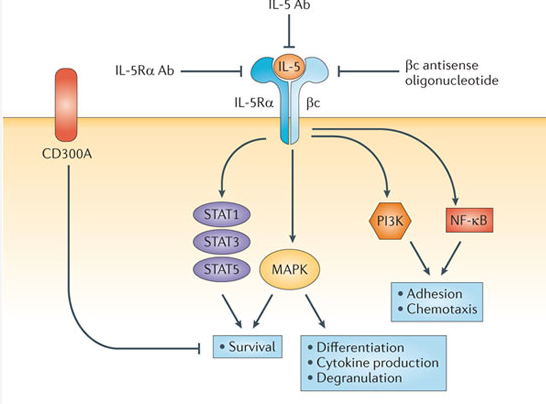 IL-5 Ab
IL-5Rα Ab
IL-5
βc antisense
oligonucleotide
IL-5Rα
βc
CD300A
STAT1
STAT3
STAT5
MAPK
PI3K
NF-κB
• Adhesion
• Chemotaxis
• Survival
• Differentiation
• Cytokine production
• Degranulation